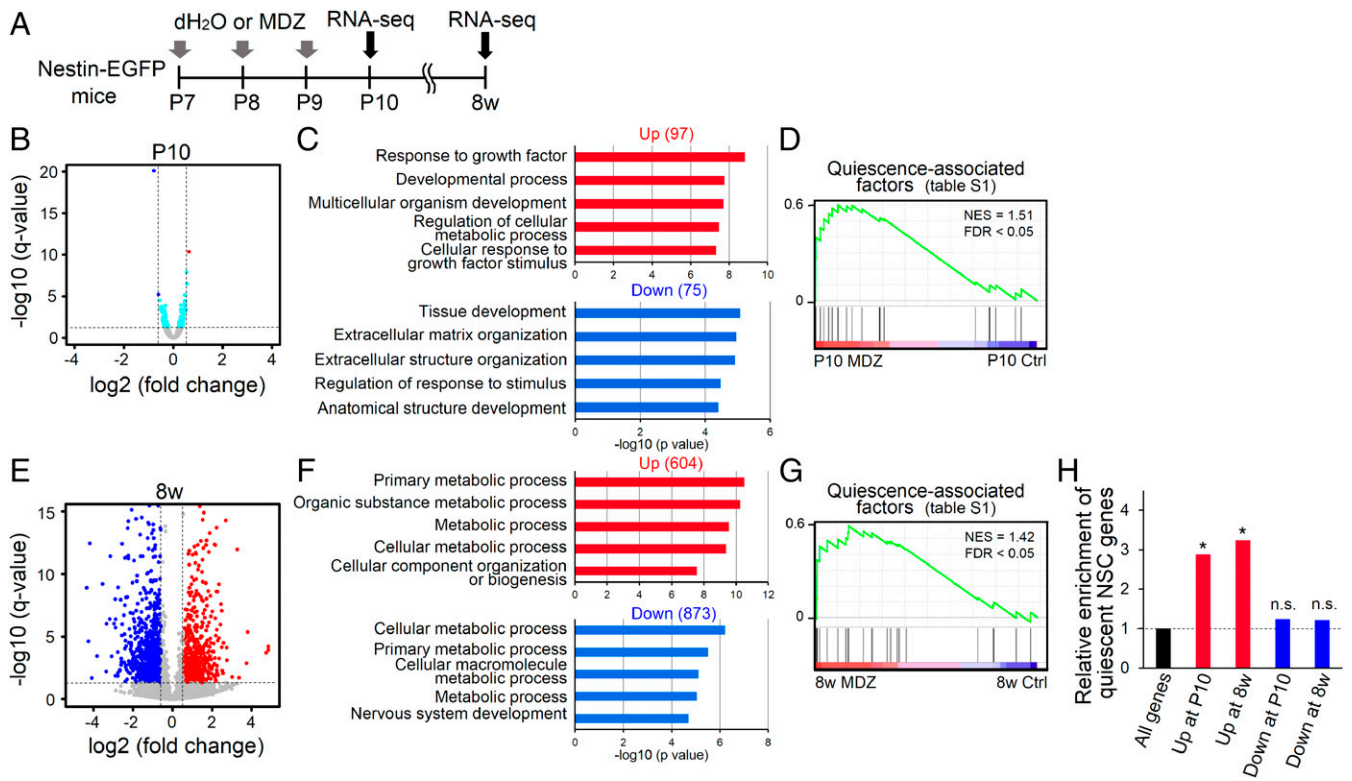 A
dH₂O or MDZ
RNA-seq
RNA-seq
Nestin-EGFP
mice
P7
P8
P9
P10
8w
B
P10
-log10 (q-value)
20
15
10
5
0
-4
-2
0
2
4
log2 (fold change)
C
Up (97)
Response to growth factor
Developmental process
Multicellular organism development
Regulation of cellular
metabolic process
Cellular response to
growth factor stimulus
0
2
4
6
8
10
Down (75)
Tissue development
Extracellular matrix organization
Extracellular structure organization
Regulation of response to stimulus
Anatomical structure development
0
2
4
6
-log10 (p value)
D
Quiescence-associated
factors (table S1)
0.6
NES = 1.51
FDR < 0.05
0
P10 MDZ
P10 Ctrl
E
8w
-log10 (q-value)
15
10
5
0
-4
-2
0
2
4
log2 (fold change)
F
Up (604)
Primary metabolic process
Organic substance metabolic process
Metabolic process
Cellular metabolic process
Cellular component organization
or biogenesis
0
2
4
6
8
10
12
Down (873)
Cellular metabolic process
Primary metabolic process
Cellular macromolecule
metabolic process
Metabolic process
Nervous system development
0
2
4
6
8
-log10 (p value)
G
Quiescence-associated
factors (table S1)
0.6
NES = 1.42
FDR < 0.05
0
8w MDZ
8w Ctrl
H
Relative enrichment of
quiescent NSC genes
4
3
2
1
0
*
*
n.s.
n.s.
All genes
Up at P10
Up at 8w
Down at P10
Down at 8w